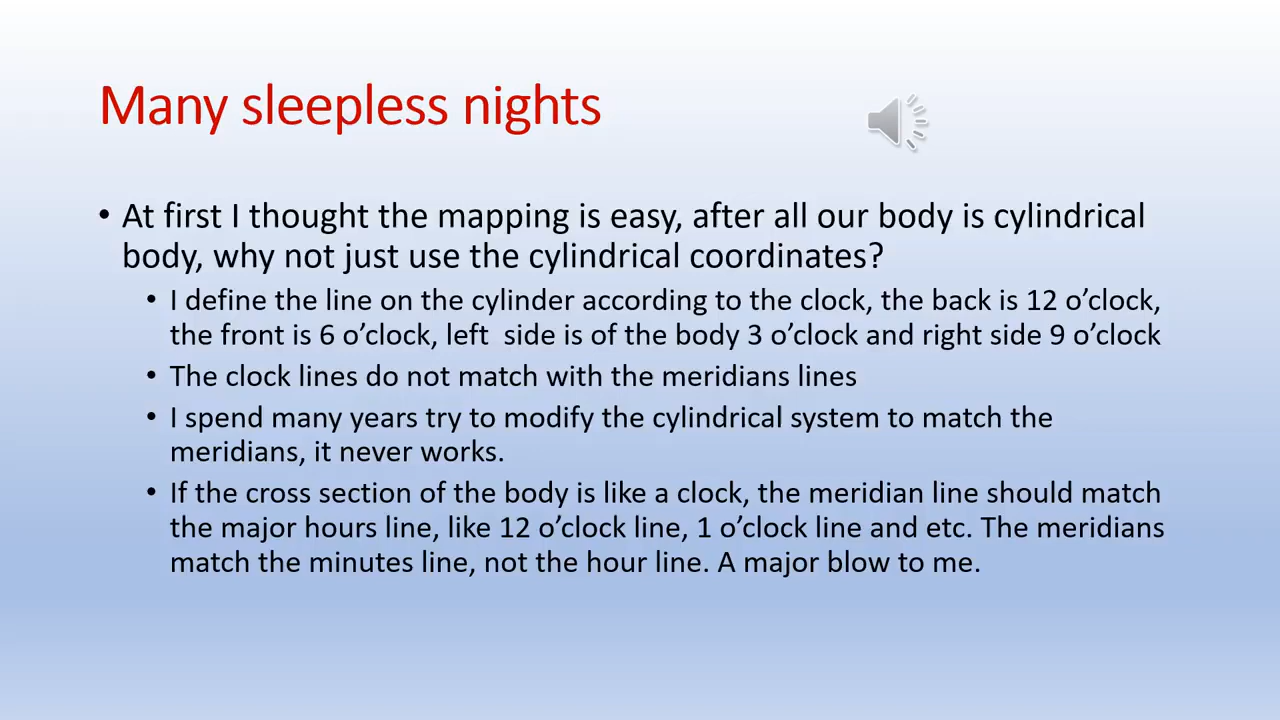 Many sleepless nights
• At first I thought the mapping is easy, after all our body is cylindrical
body, why not just use the cylindrical coordinates?
• I define the line on the cylinder according to the clock, the back is 12 o’clock,
the front is 6 o’clock, left  side is of the body 3 o’clock and right side 9 o’clock
• The clock lines do not match with the meridians lines
• I spend many years try to modify the cylindrical system to match the
meridians, it never works.
• If the cross section of the body is like a clock, the meridian line should match
the major hours line, like 12 o’clock line, 1 o’clock line and etc. The meridians
match the minutes line, not the hour line. A major blow to me.